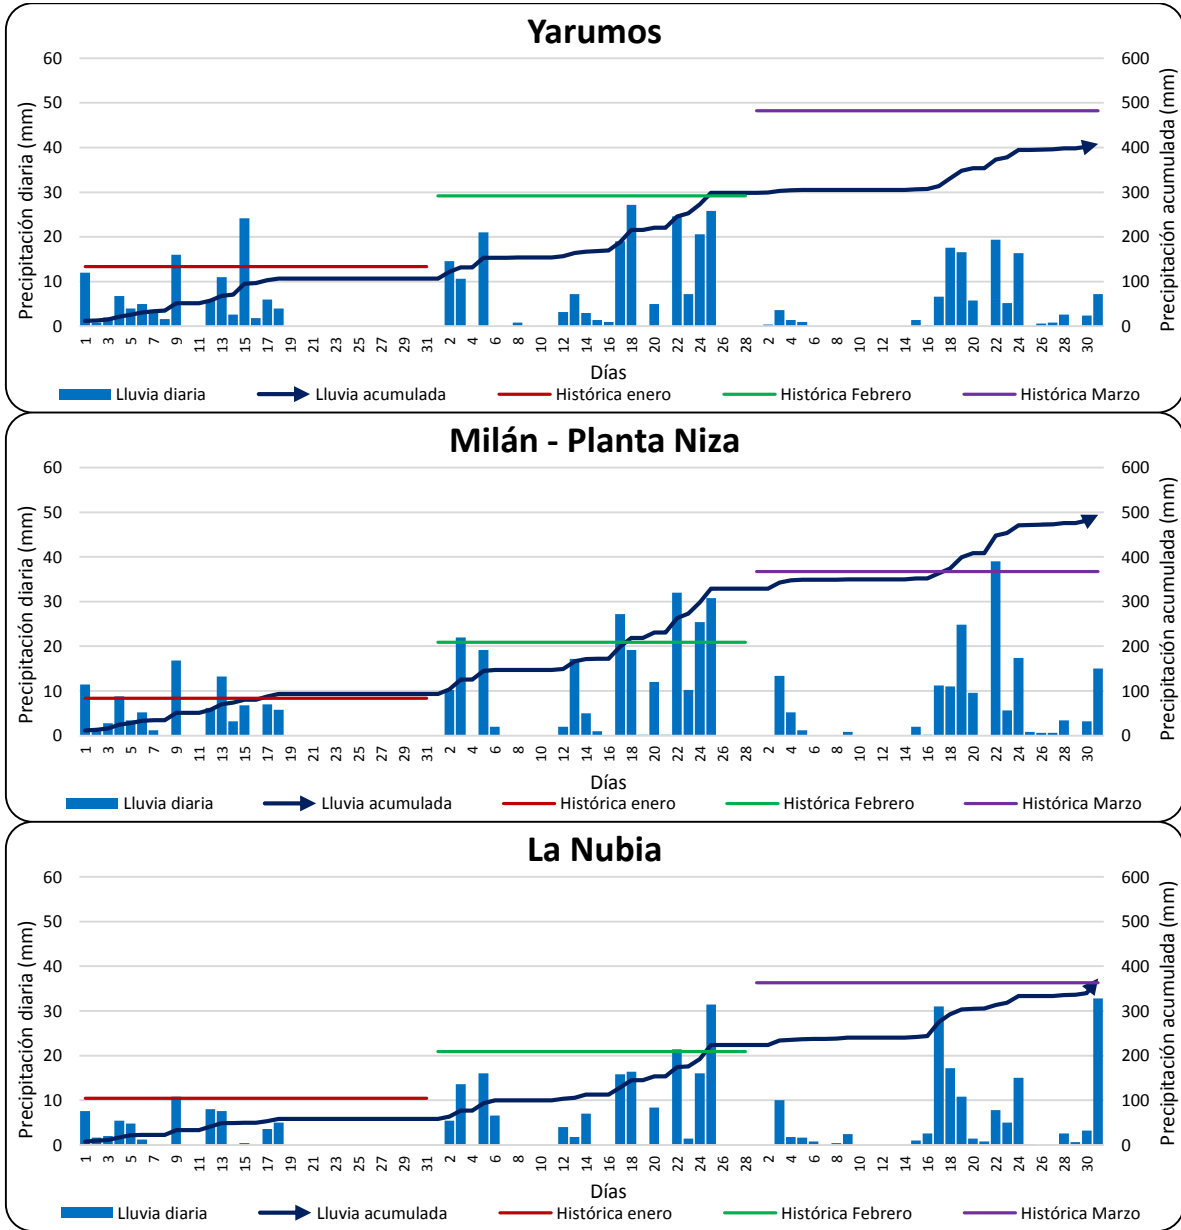 Yarumos
Precipitación diaria (mm)
60 50 40 30 20 10 0
600 500 400 300 200 100 0
Precipitación acumulada (mm)
1 3 5 7 9 11 13 15 17 19 21 23 25 27 29 31 2 4 6 8 10 12 14 16 18 20 22 24 26 28 2 4 6 8 10 12 14 16 18 20 22 24 26 28 30
Días
Lluvia diaria Lluvia acumulada Histórica enero Histórica Febrero Histórica Marzo
Milán - Planta Niza
Precipitación diaria (mm)
60 50 40 30 20 10 0
600 500 400 300 200 100 0
Precipitación acumulada (mm)
1 3 5 7 9 11 13 15 17 19 21 23 25 27 29 31 2 4 6 8 10 12 14 16 18 20 22 24 26 28 2 4 6 8 10 12 14 16 18 20 22 24 26 28 30
Días
Lluvia diaria Lluvia acumulada Histórica enero Histórica Febrero Histórica Marzo
La Nubia
Precipitación diaria (mm)
60 50 40 30 20 10 0
600 500 400 300 200 100 0
Precipitación acumulada (mm)
1 3 5 7 9 11 13 15 17 19 21 23 25 27 29 31 2 4 6 8 10 12 14 16 18 20 22 24 26 28 2 4 6 8 10 12 14 16 18 20 22 24 26 28 30
Días
Lluvia diaria Lluvia acumulada Histórica enero Histórica Febrero Histórica Marzo